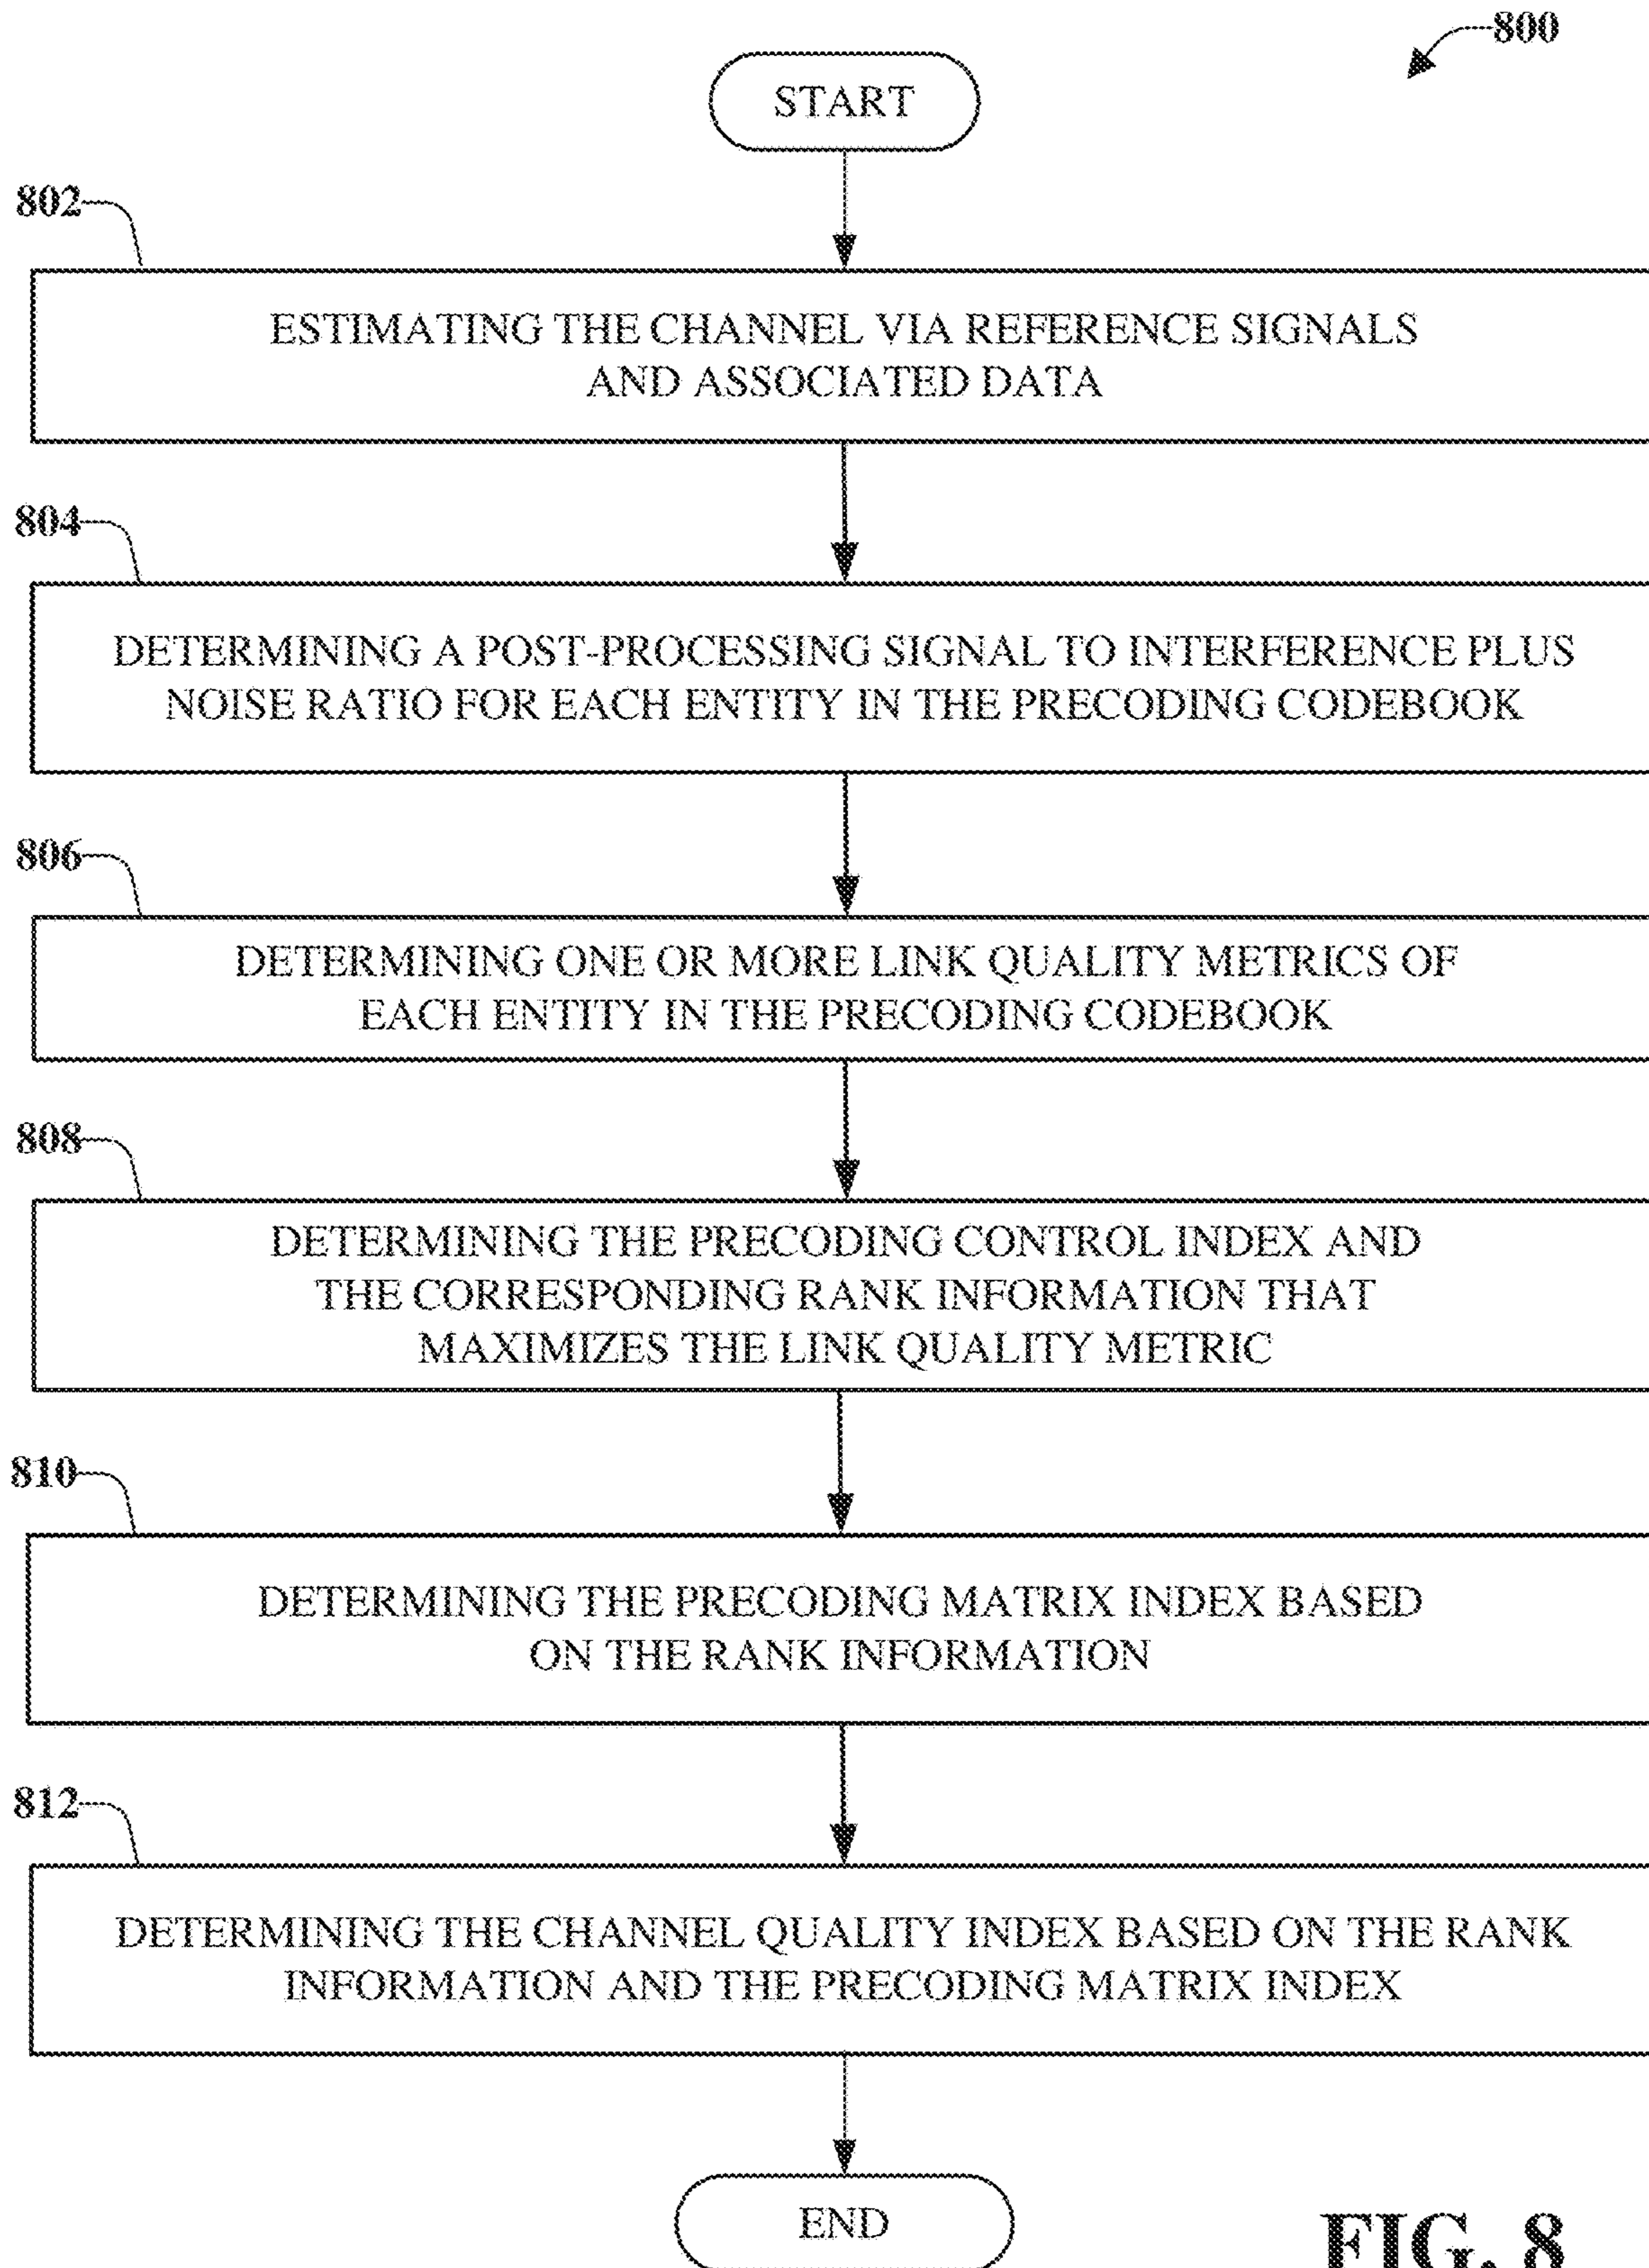 800
START
802
ESTIMATING THE CHANNEL VIA REFERENCE SIGNALS
AND ASSOCIATED DATA
804
DETERMINING A POST-PROCESSING SIGNAL TO INTERFERENCE PLUS
NOISE RATIO FOR EACH ENTITY IN THE PRECODING CODEBOOK
806
DETERMINING ONE OR MORE LINK QUALITY METRICS OF
EACH ENTITY IN THE PRECODING CODEBOOK
808
DETERMINING THE PRECODING CONTROL INDEX AND
THE CORRESPONDING RANK INFORMATION THAT
MAXIMIZES THE LINK QUALITY METRIC
810
DETERMINING THE PRECODING MATRIX INDEX BASED
ON THE RANK INFORMATION
812
DETERMINING THE CHANNEL QUALITY INDEX BASED ON THE RANK
INFORMATION AND THE PRECODING MATRIX INDEX
END
FIG. 8